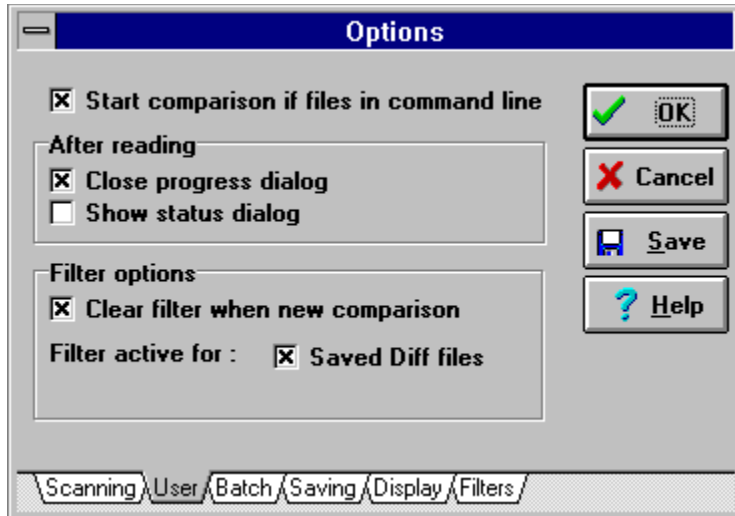 Options
Start comparison if files in command line
After reading
Close progress dialog
Show status dialog
Filter options
Clear filter when new comparison
Filter active for : Saved Diff files
OK
Cancel
Save
Help
Scanning User Batch Saving Display Filters